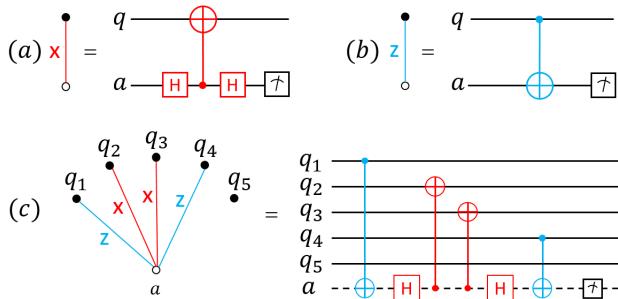 (a) X = q
a H H
(b) Z = q
a
(c) q1 q2 q3 q4 q5
Z X X Z
a
=
q1
q2
q3
q4
q5
a H H